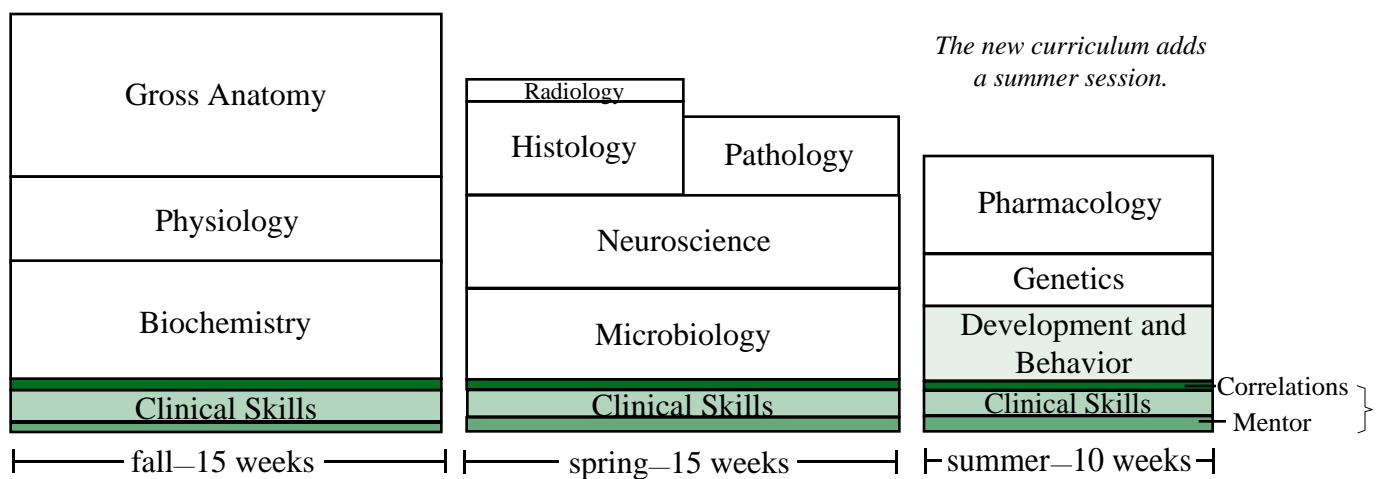 Gross Anatomy
Physiology
Biochemistry
Clinical Skills
fall—15 weeks
Radiology
Histology
Pathology
Neuroscience
Microbiology
Clinical Skills
spring—15 weeks
The new curriculum adds
a summer session.
Pharmacology
Genetics
Development and
Behavior
Correlations
Clinical Skills
Mentor
summer—10 weeks